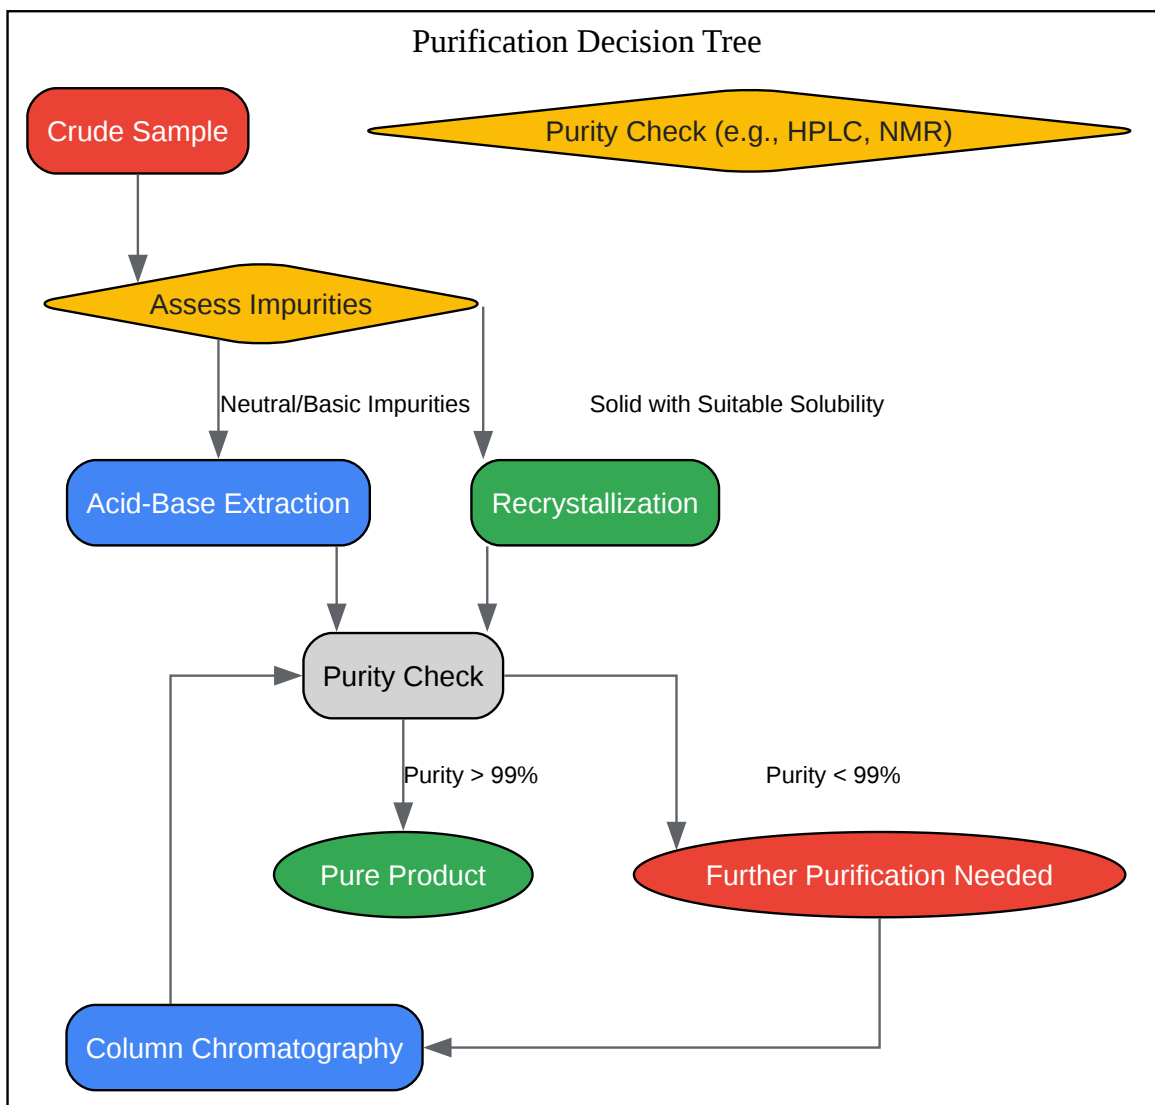 Purification Decision Tree
Crude Sample
Purity Check (e.g., HPLC, NMR)
Assess Impurities
Neutral/Basic Impurities
Solid with Suitable Solubility
Acid-Base Extraction
Recrystallization
Purity Check
Purity > 99%
Purity < 99%
Pure Product
Further Purification Needed
Column Chromatography